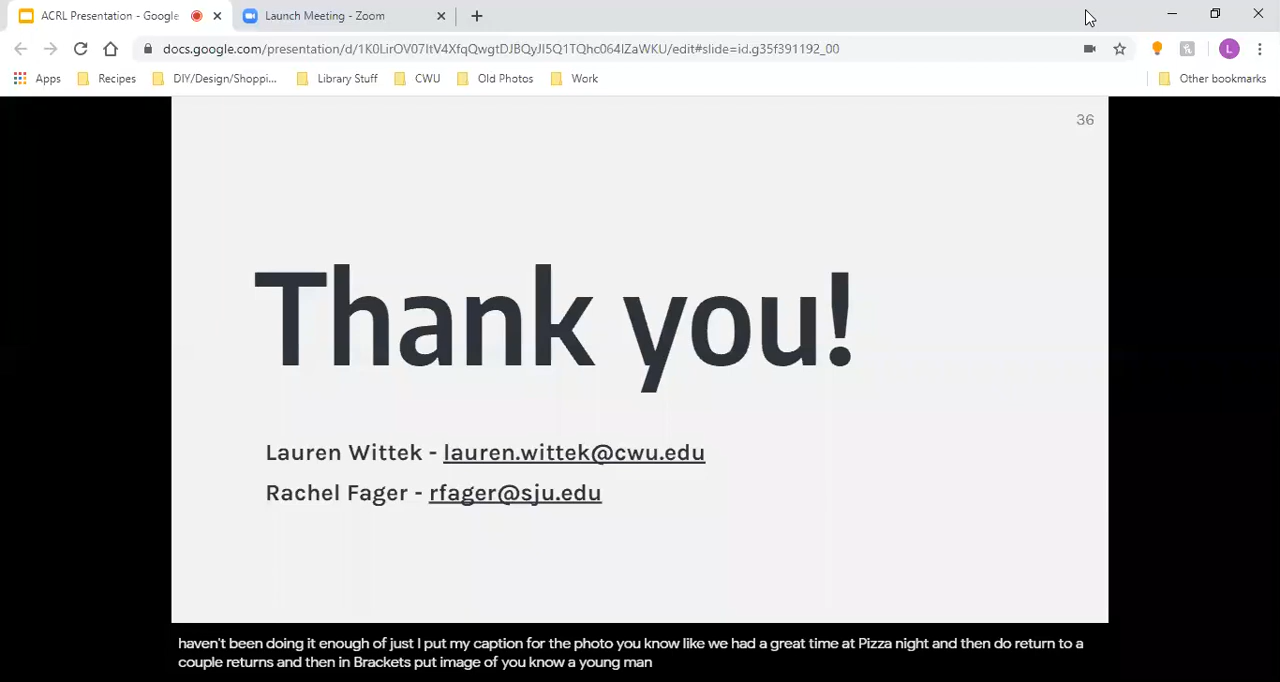 ACRL Presentation - Google
Launch Meeting - Zoom
docs.google.com/presentation/d/1K0LirOV07ItV4XfqQwgtDJBQyJI5Q1TQhc064lZaWKU/edit#slide=id.g35f391192_00
L
Apps Recipes DIY/Design/Shoppi... Library Stuff CWU Old Photos Work Other bookmarks
36
Thank you!
Lauren Wittek - lauren.wittek@cwu.edu
Rachel Fager - rfager@sju.edu
haven't been doing it enough of just I put my caption for the photo you know like we had a great time at Pizza night and then do return to a
couple returns and then in Brackets put image of you know a young man